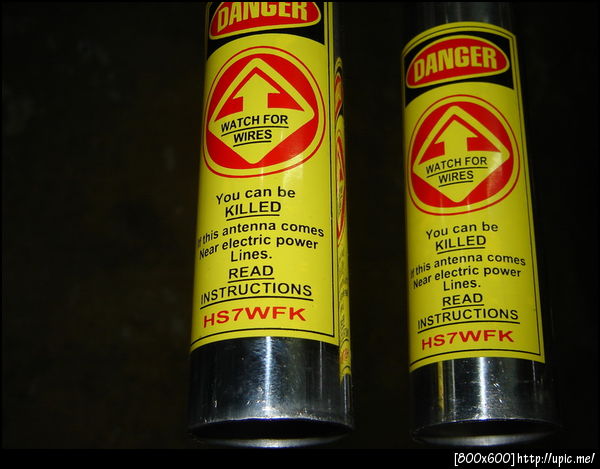 DANGER
WATCH FOR
WIRES
You can be
KILLED
If this antenna comes
Near electric power
Lines.
READ
INSTRUCTIONS
HS7WFK
DANGER
WATCH FOR
WIRES
You can be
KILLED
If this antenna comes
Near electric power
Lines.
READ
INSTRUCTIONS
HS7WFK
[800x600]http://upic.me/